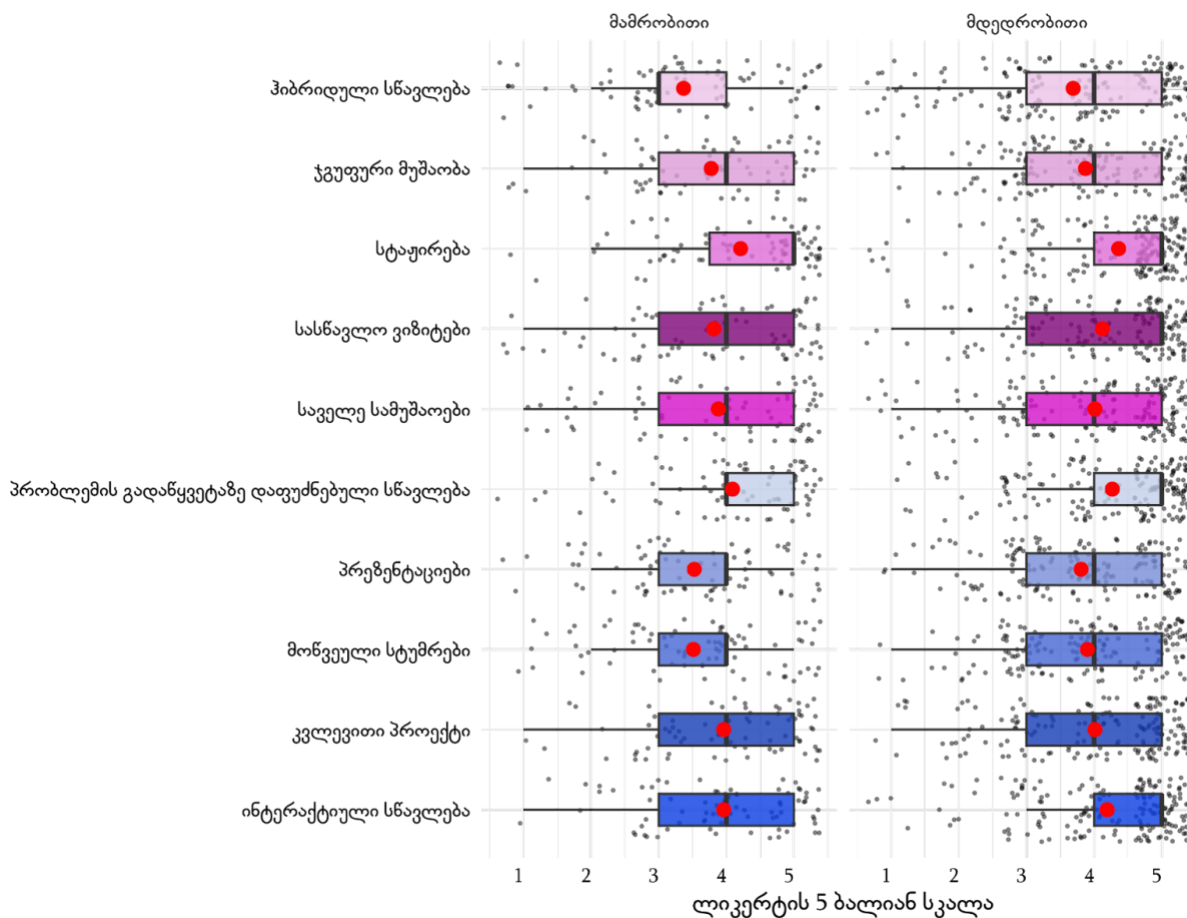 მამრობითი
მდედრობითი
ჰიბრიდული სწავლება
ჯგუფური მუშაობა
სტაჟირება
სასწავლო ვიზიტები
საველე სამუშაოები
პრობლემის გადაწყვეტაზე დაფუძნებული სწავლება
პრეზენტაციები
მოწვეული სტუმრები
კვლევითი პროექტი
ინტერაქტიული სწავლება
1 2 3 4 5 1 2 3 4 5
ლიკერტის 5 ბალიან სკალა